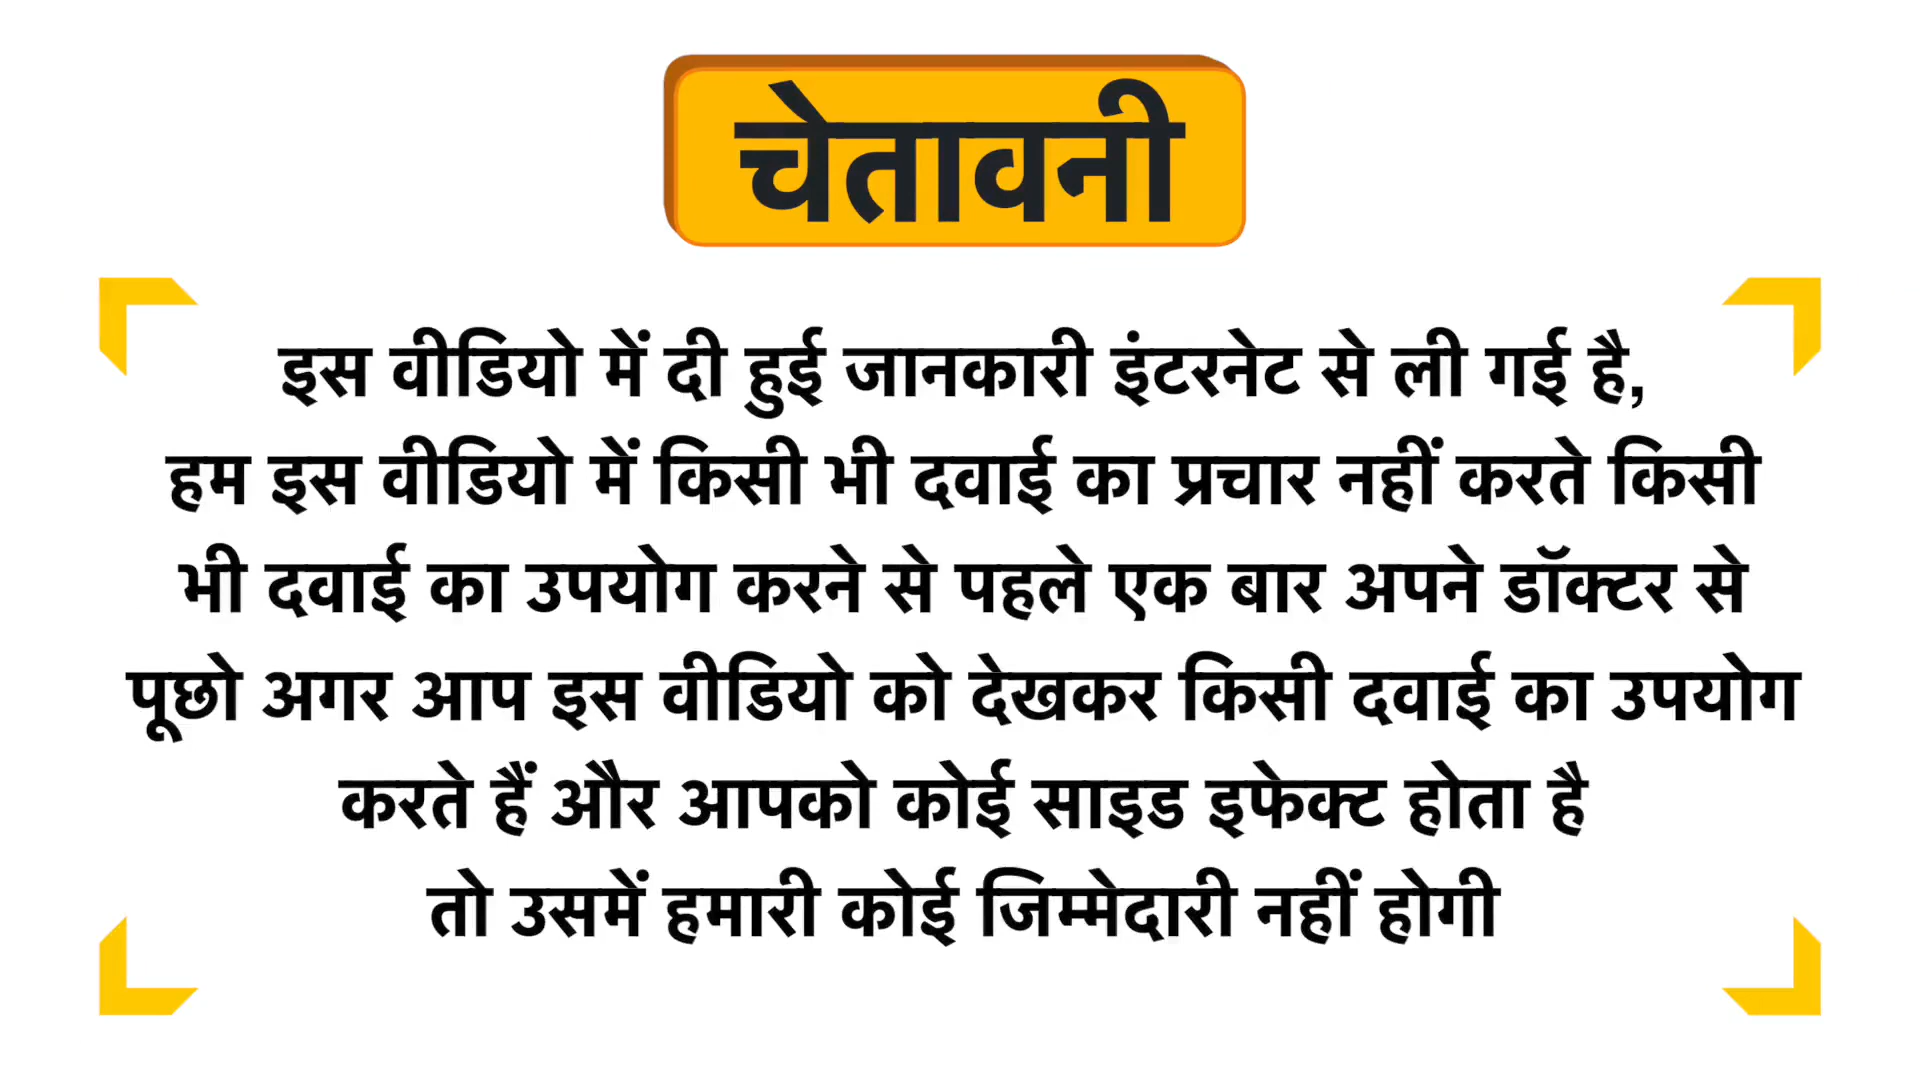 चेतावनी
इस वीडियो में दी हुई जानकारी इंटरनेट से ली गई है,
हम इस वीडियो में किसी भी दवाई का प्रचार नहीं करते किसी
भी दवाई का उपयोग करने से पहले एक बार अपने डॉक्टर से
पूछो अगर आप इस वीडियो को देखकर किसी दवाई का उपयोग
करते हैं और आपको कोई साइड इफेक्ट होता है
तो उसमें हमारी कोई जिम्मेदारी नहीं होगी